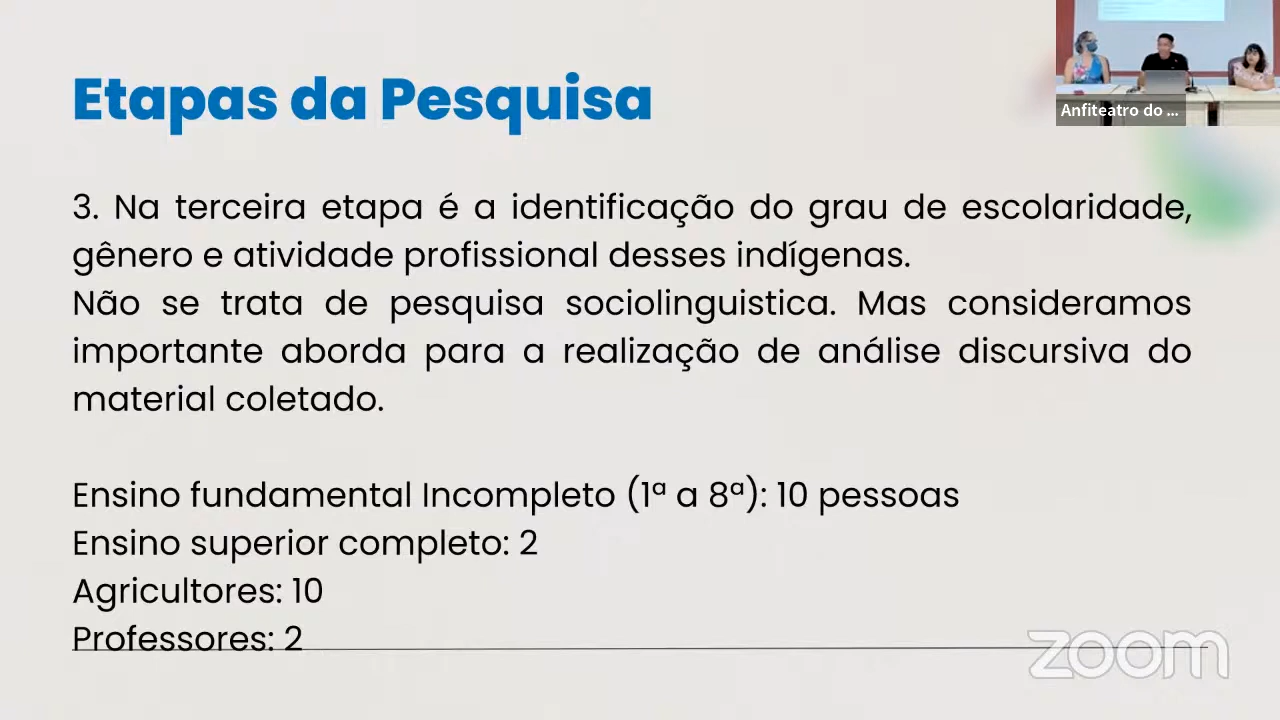 Etapas da Pesquisa
Anfiteatro do ...
3. Na terceira etapa é a identificação do grau de escolaridade,
gênero e atividade profissional desses indígenas.
Não se trata de pesquisa sociolinguistica. Mas consideramos
importante aborda para a realização de análise discursiva do
material coletado.
Ensino fundamental Incompleto (1ª a 8ª): 10 pessoas
Ensino superior completo: 2
Agricultores: 10
Professores: 2
zoom